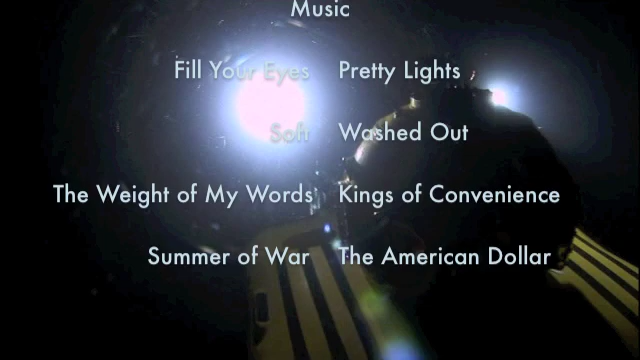 Music
Fill Your Eyes Pretty Lights
Soft Washed Out
The Weight of My Words Kings of Convenience
Summer of War The American Dollar